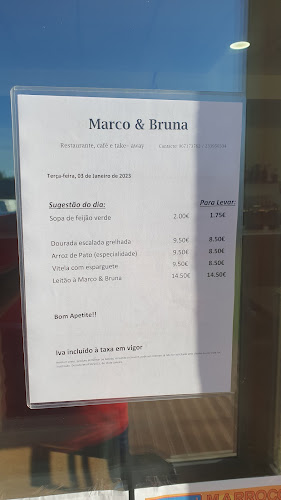 Marco & Bruna
Restaurante, café e take - away
Terça-feira, 03 de Janeiro de 2023
Sugestão do dia: Para Levar:
Sopa de feijão verde 2.00€ 1.75€
Dourada escalada grelhada 9.50€ 8.50€
Arroz de Pato (especialidade) 9.50€ 8.50€
Vitela com esparguete 9.50€ 8.50€
Leitão à Marco & Bruna 14.50€ 14.50€
Bom Apetite!!
Iva incluído à taxa em vigor
MARROC